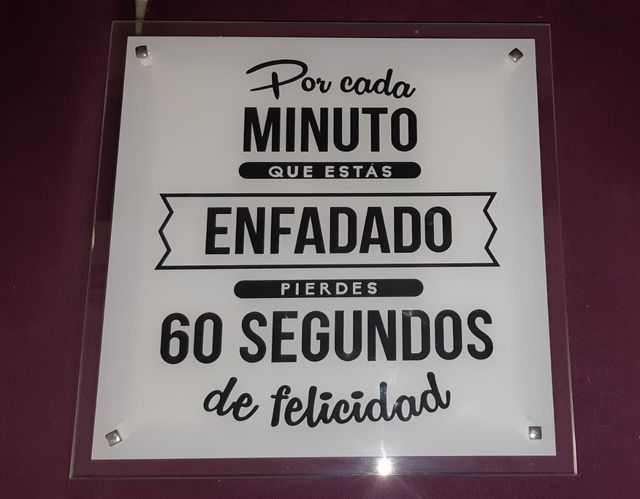 Por cada
MINUTO
QUE ESTÁS
ENFADADO
PIERDES
60 SEGUNDOS
de felicidad